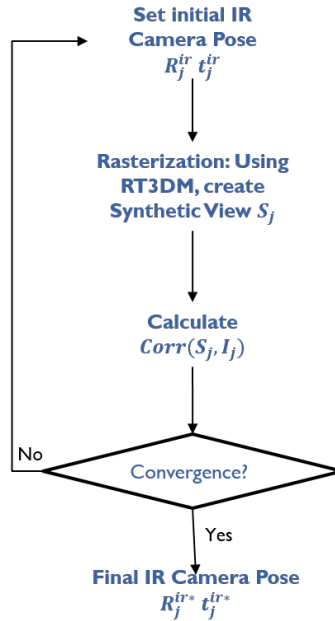 Set initial IR
Camera Pose
R_j^{ir} t_j^{ir}
Rasterization: Using
RT3DM, create
Synthetic View S_j
Calculate
Corr(S_j, I_j)
No
Convergence?
Yes
Final IR Camera Pose
R_j^{ir*} t_j^{ir*}